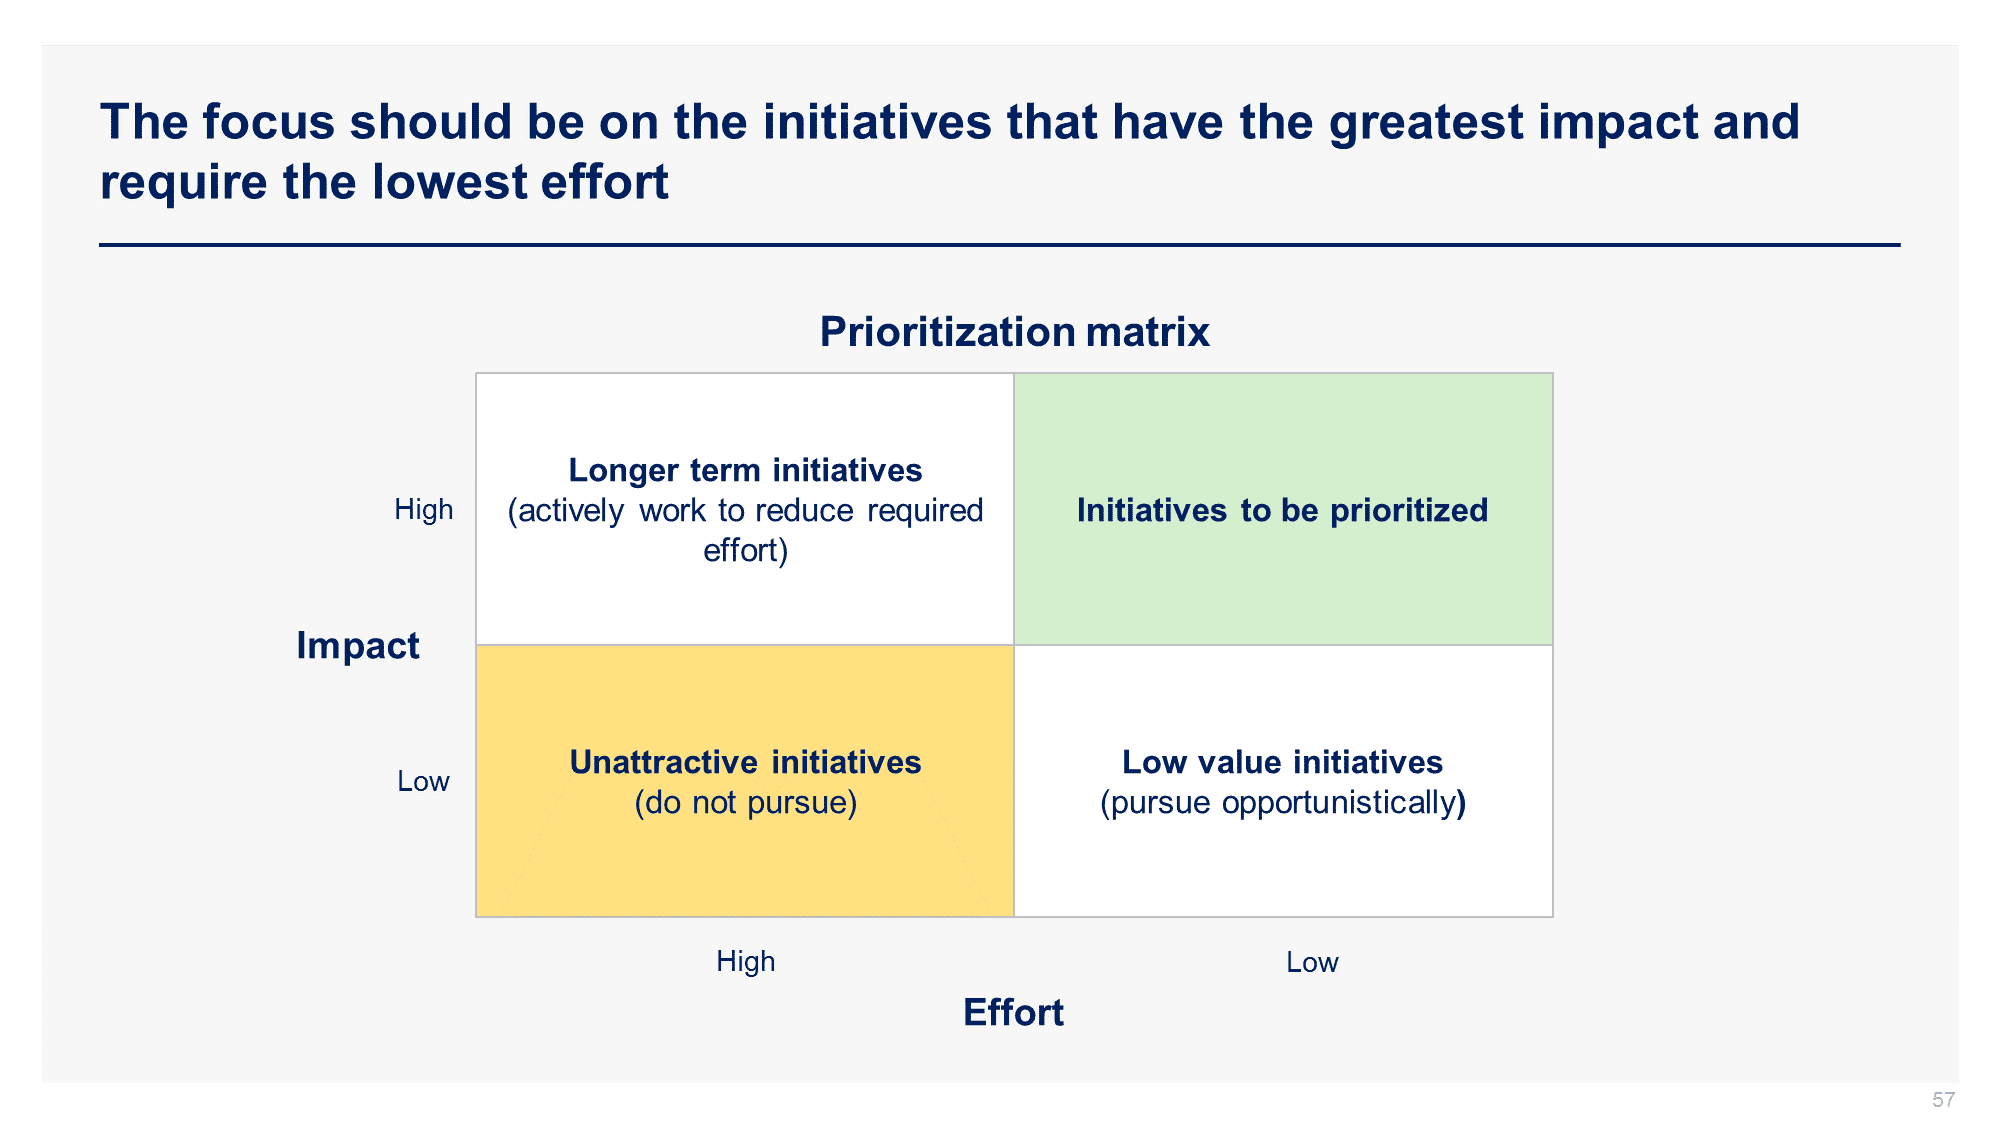 The focus should be on the initiatives that have the greatest impact and
require the lowest effort
Prioritization matrix
Longer term initiatives
(actively work to reduce required
effort)
Initiatives to be prioritized
High
Impact
Unattractive initiatives
(do not pursue)
Low value initiatives
(pursue opportunistically)
Low
High
Low
Effort
57